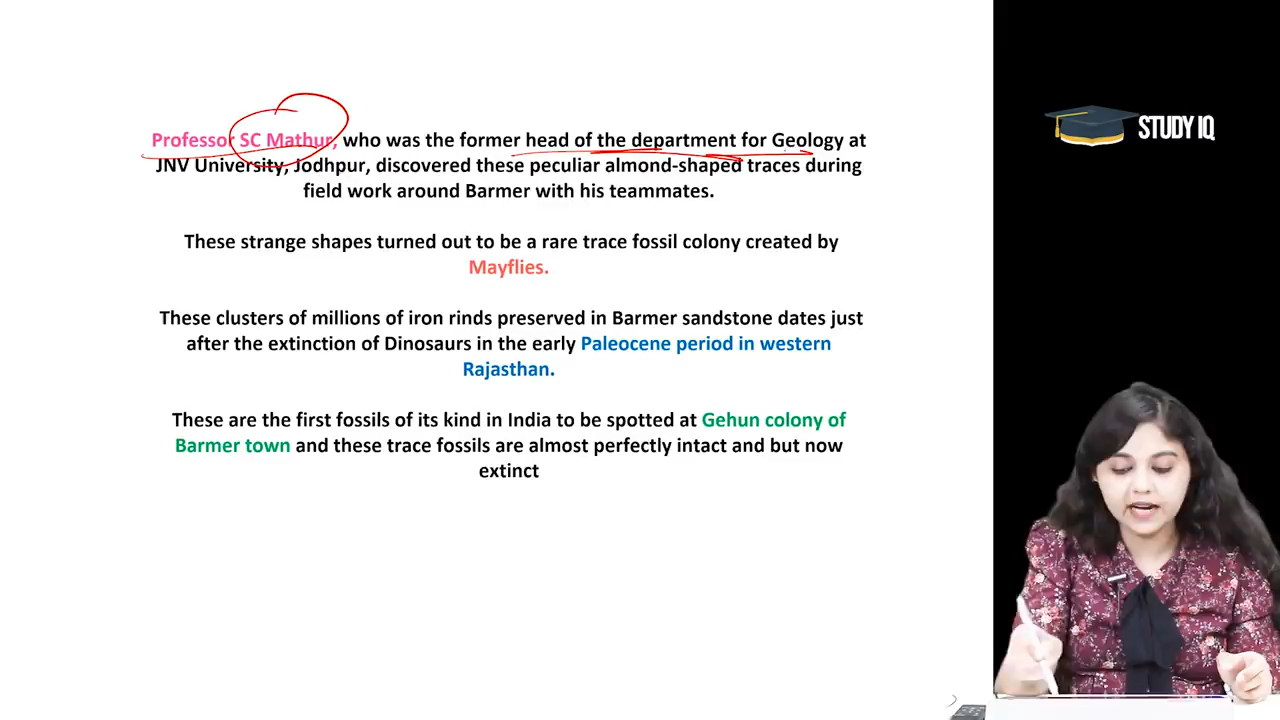 Professor SC Mathur, who was the former head of the department for Geology at
JNV University, Jodhpur, discovered these peculiar almond-shaped traces during
field work around Barmer with his teammates.
These strange shapes turned out to be a rare trace fossil colony created by
Mayflies.
These clusters of millions of iron rinds preserved in Barmer sandstone dates just
after the extinction of Dinosaurs in the early Paleocene period in western
Rajasthan.
These are the first fossils of its kind in India to be spotted at Gehun colony of
Barmer town and these trace fossils are almost perfectly intact and but now
extinct
STUDY IQ